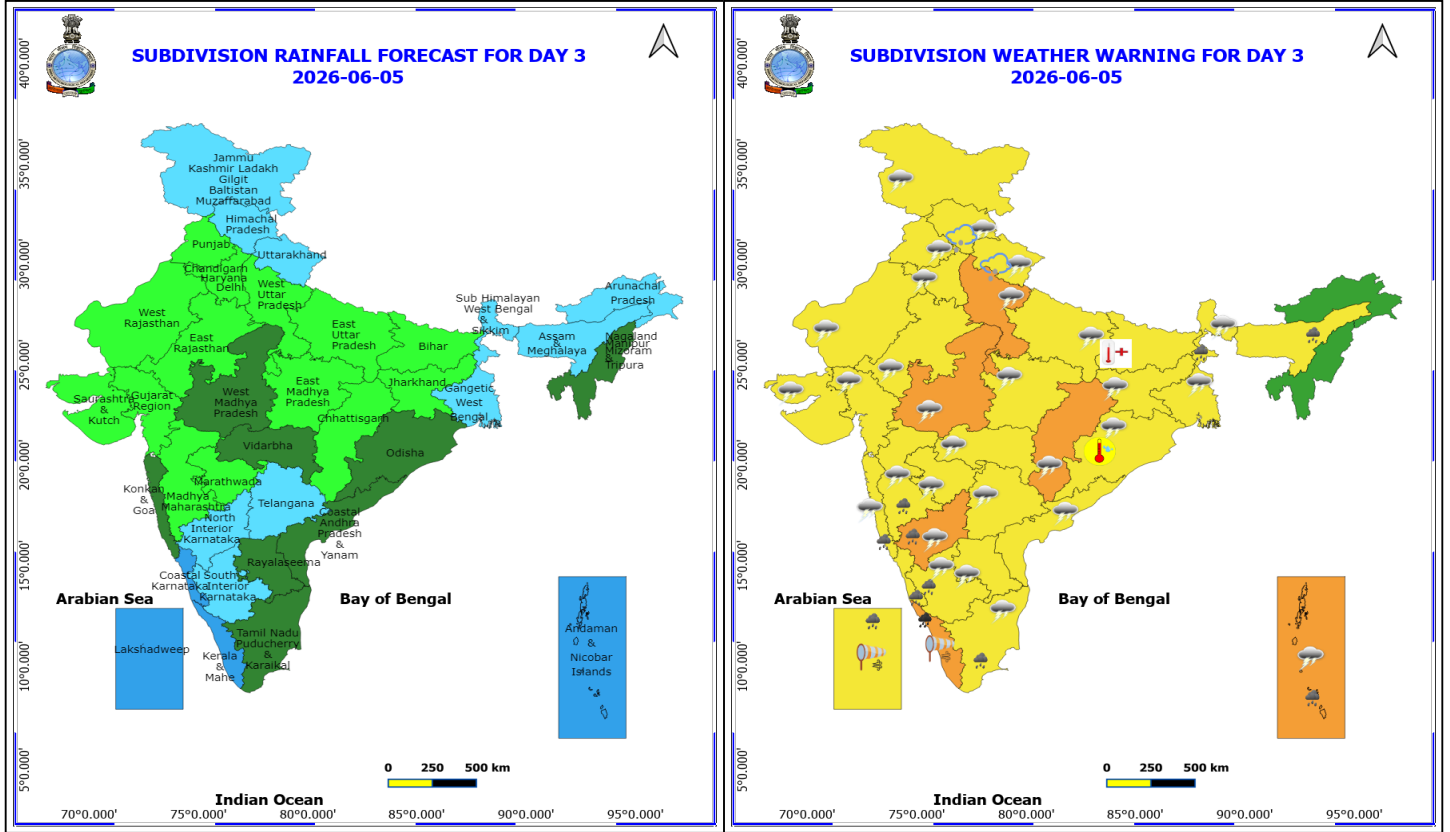 SUBDIVISION RAINFALL FORECAST FOR DAY 3
2026-06-05
40°0.000'
35°0.000'
30°0.000'
25°0.000'
20°0.000'
15°0.000'
10°0.000'
5°0.000'
Jammu
Kashmir Ladakh
Gilgit
Baltistan
Muzaffarabad
Himachal
Pradesh
Punjab
Uttarakhand
Chandigarh
Haryana
Delhi
West
Uttar
Pradesh
West
Rajasthan
East
Rajasthan
East
Uttar
Pradesh
Bihar
Sub Himalayan
West Bengal
&
Sikkim
Arunachal
Pradesh
Assam
&
Meghalaya
Nagaland
Manipur
Mizoram
&
Tripura
Saurashtra
&
Kutch
Gujarat
Region
West
Madhya
Pradesh
East
Madhya
Pradesh
Jharkhand
Gangetic
West
Bengal
Chhattisgarh
Vidarbha
Odisha
Konkan
&
Goa
Madhya
Maharashtra
Marathwada
Telangana
North
Interior
Karnataka
Coastal
Andhra
Pradesh
&
Yanam
Rayalaseema
Coastal
Karnataka
South
Interior
Karnataka
Arabian Sea
Bay of Bengal
Lakshadweep
Kerala
&
Mahe
Tamil Nadu
Puducherry
&
Karaikal
Andaman
&
Nicobar
Islands
0 250 500 km
Indian Ocean
70°0.000' 75°0.000' 80°0.000' 85°0.000' 90°0.000' 95°0.000'
SUBDIVISION WEATHER WARNING FOR DAY 3
2026-06-05
40°0.000'
35°0.000'
30°0.000'
25°0.000'
20°0.000'
15°0.000'
10°0.000'
5°0.000'
Arabian Sea
Bay of Bengal
0 250 500 km
Indian Ocean
70°0.000' 75°0.000' 80°0.000' 85°0.000' 90°0.000' 95°0.000'